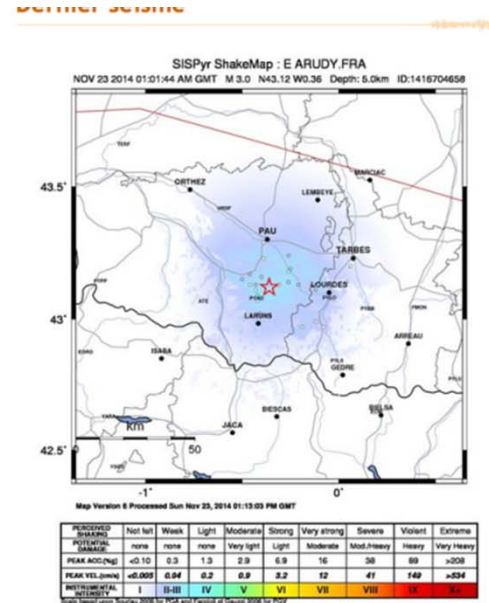 Dernier séisme
SISPyr ShakeMap : E ARUDY.FRA
NOV 23 2014 01:01:44 AM GMT M 3.0 N43.12 W0.36 Depth: 5.0km ID:1416704658
TERF
MARCIAC
ORTHEZ
43.5˚
LEMBEYE
PAU
TARBES
LOURDES
ATE
43˚
LARUNS
ARREAU
ISABA
GEDRE
BIESCAS
BIELSA
km
JACA
50
42.5˚
-1˚ 0˚
Map Version 6 Processed Sun Nov 23, 2014 01:13:03 PM GMT
PERCEIVED SHAKING Not felt Weak Light Moderate Strong Very strong Severe Violent Extreme
POTENTIAL DAMAGE none none none Very light Light Moderate Mod./Heavy Heavy Very Heavy
PEAK ACC.(%g) <0.10 0.3 1.3 2.9 6.9 16 38 89 >208
PEAK VEL.(cm/s) <0.005 0.04 0.2 0.9 3.2 12 41 149 >534
INSTRUMENTAL INTENSITY I II-III IV V VI VII VIII IX X+